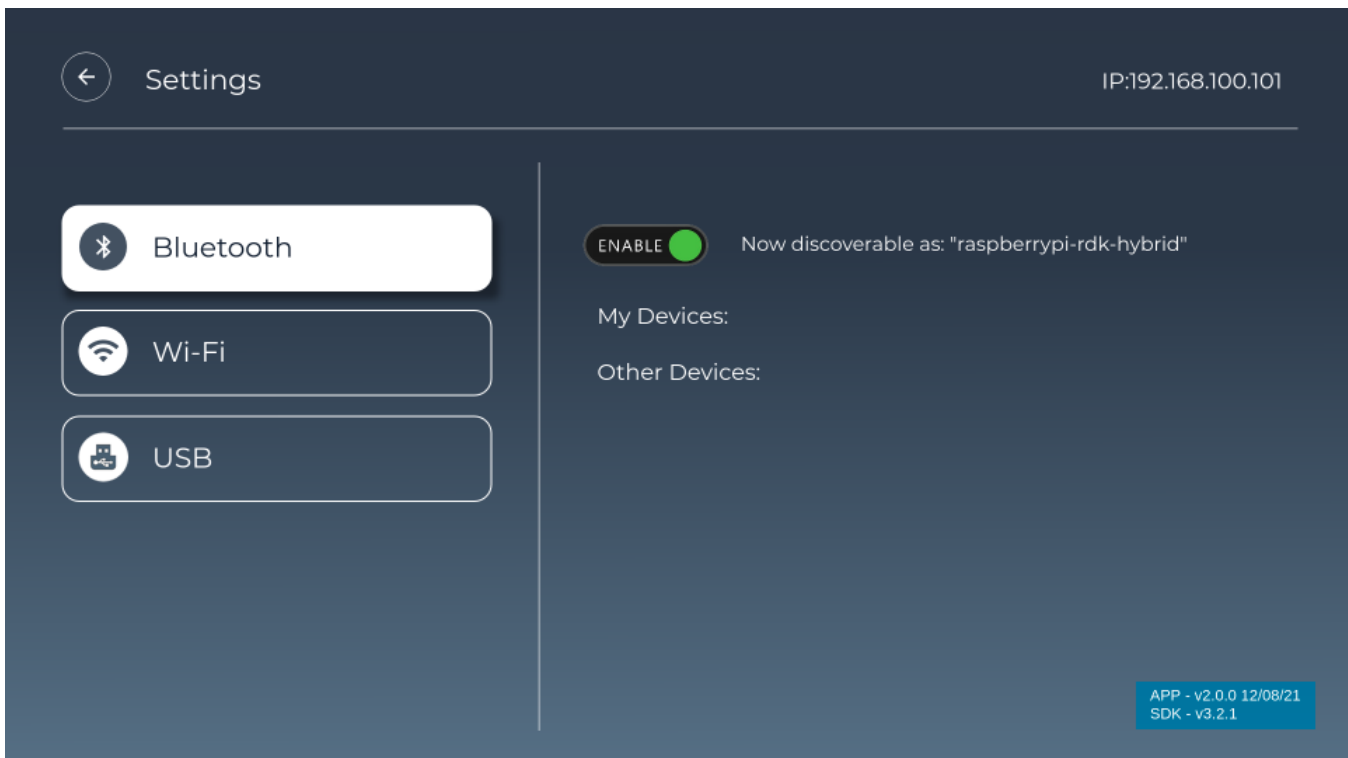 Settings
IP:192.168.100.101
Bluetooth
Wi-Fi
USB
ENABLE
Now discoverable as: "raspberrypi-rdk-hybrid"
My Devices:
Other Devices:
APP - v2.0.0 12/08/21
SDK - v3.2.1